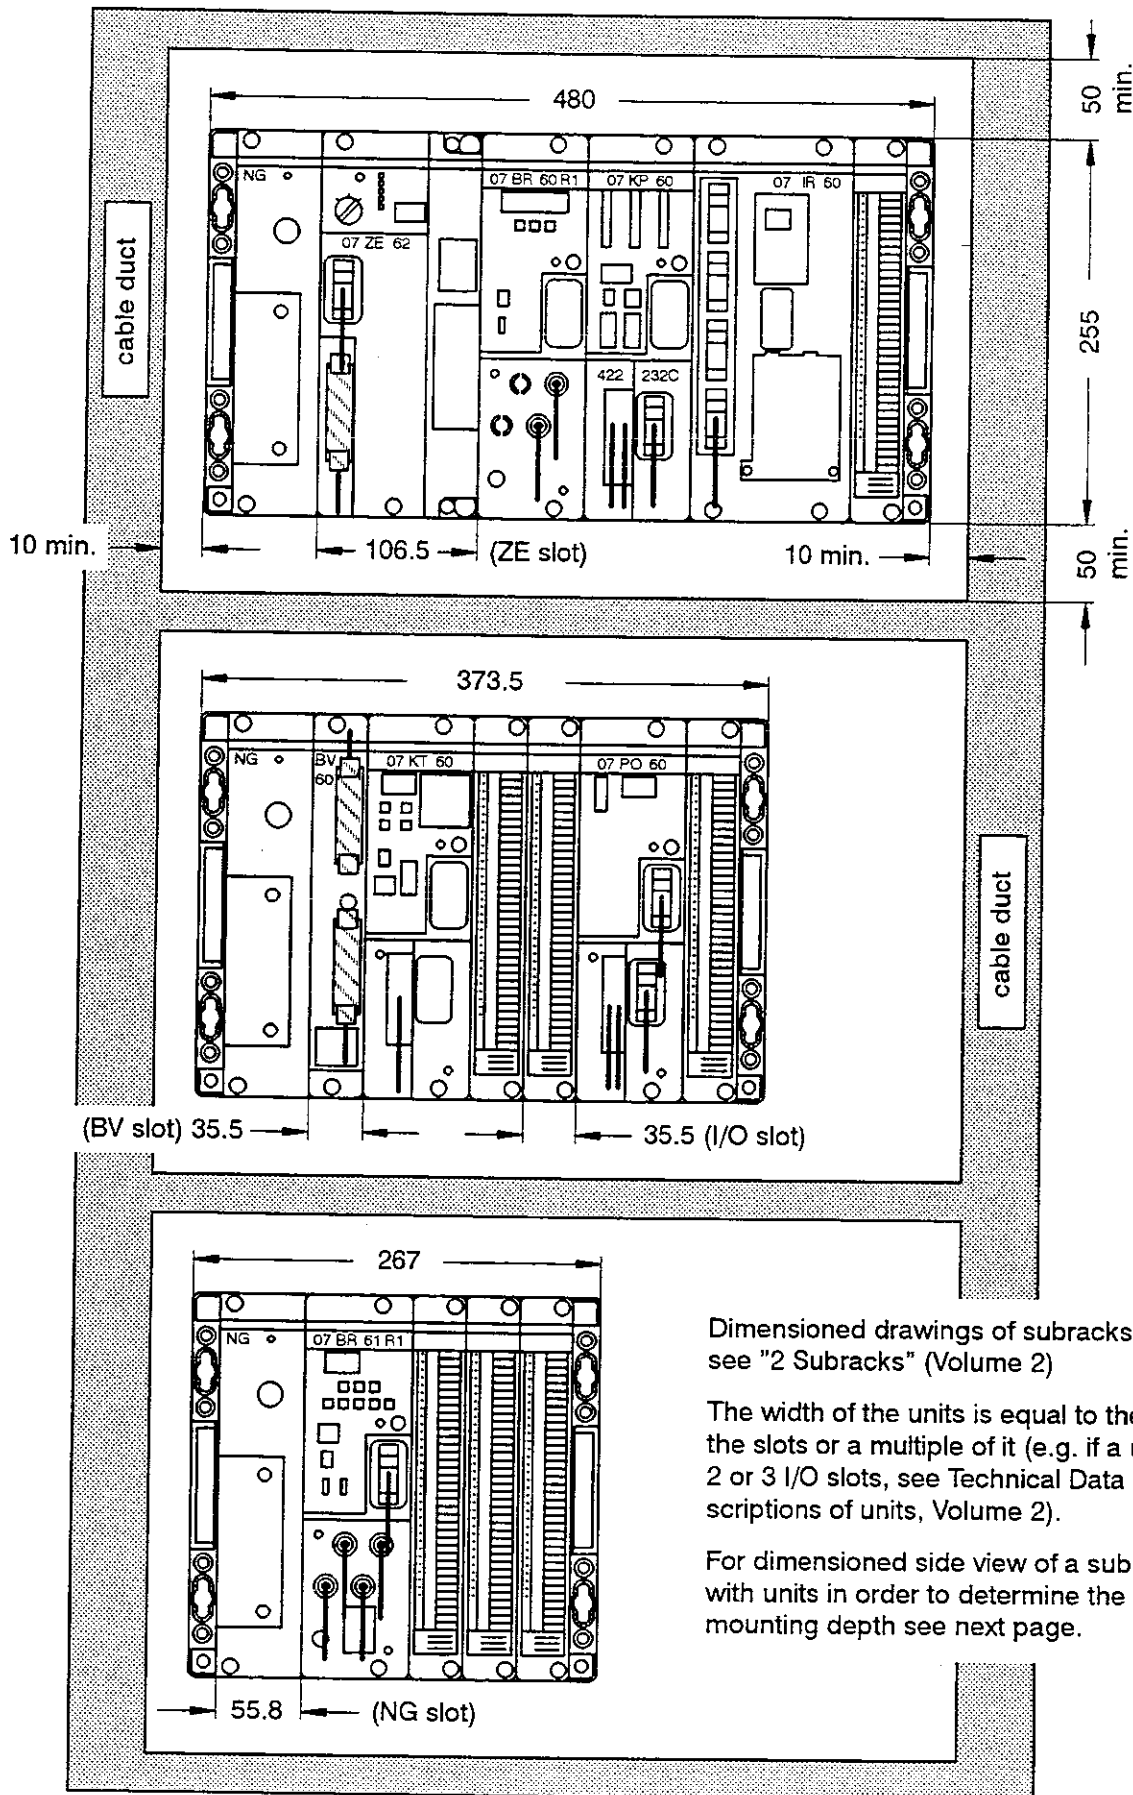 50 min.
480
NG
07 BR 60 R1
07 KP 60
07 IR 60
07 ZE 62
cable duct
255
422
232C
10 min.
106.5
(ZE slot)
10 min.
50 min.
373.5
NG
BV
60
07 KT 60
07 PO 60
cable duct
(BV slot) 35.5
35.5 (I/O slot)
267
NG
07 BR 61 R1
Dimensioned drawings of subracks
see "2 Subracks" (Volume 2)
The width of the units is equal to the
the slots or a multiple of it (e.g. if a
2 or 3 I/O slots, see Technical Data
scriptions of units, Volume 2).
For dimensioned side view of a sub
with units in order to determine the
mounting depth see next page.
55.8
(NG slot)